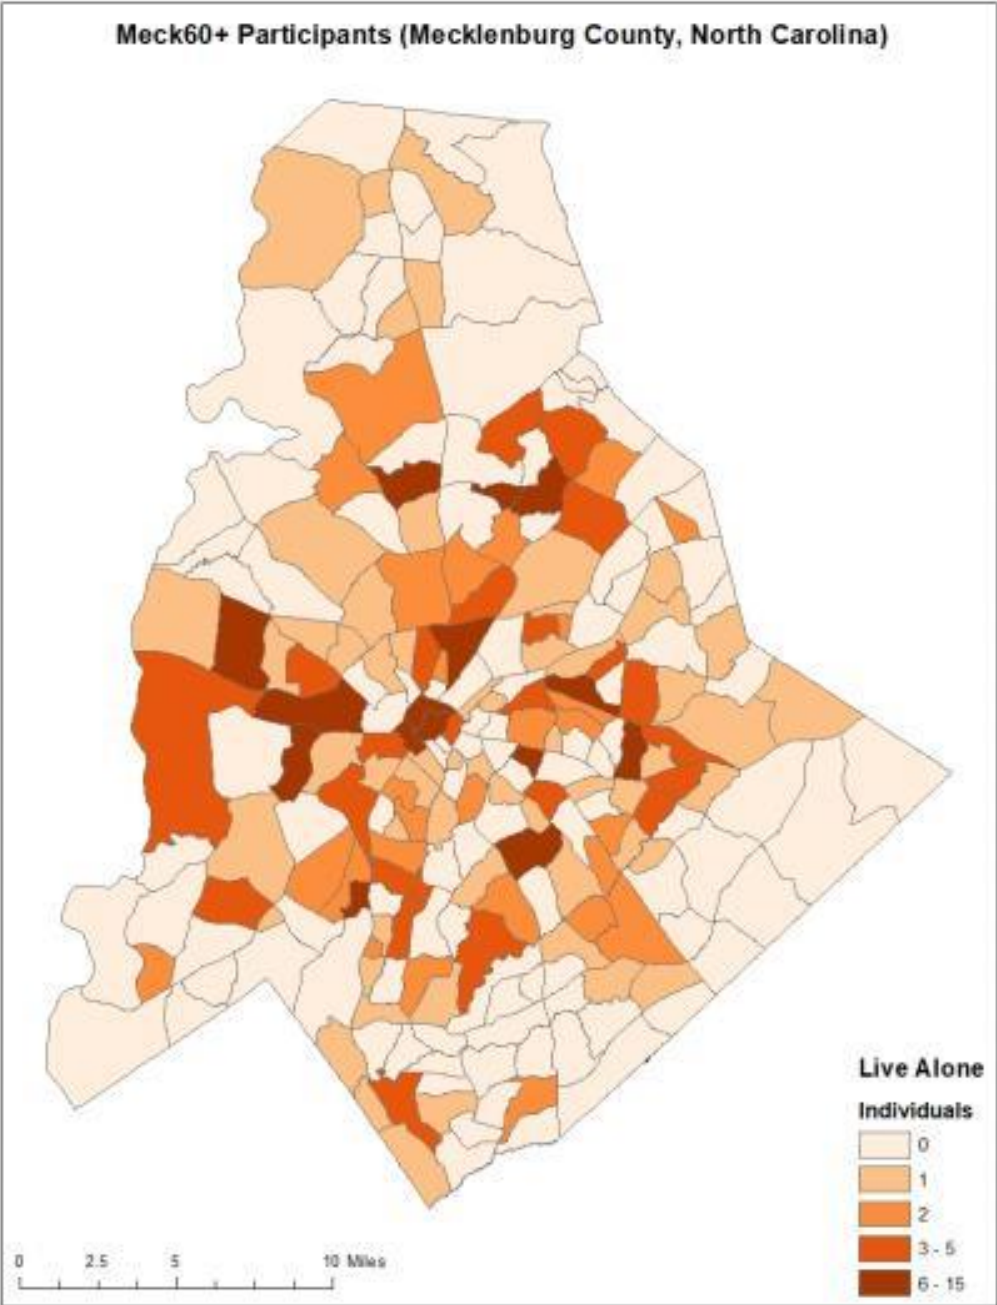 Meck60+ Participants (Mecklenburg County, North Carolina)
Live Alone
Individuals
0
1
2
3 - 5
6 - 15
0 2.5 5 10 Miles